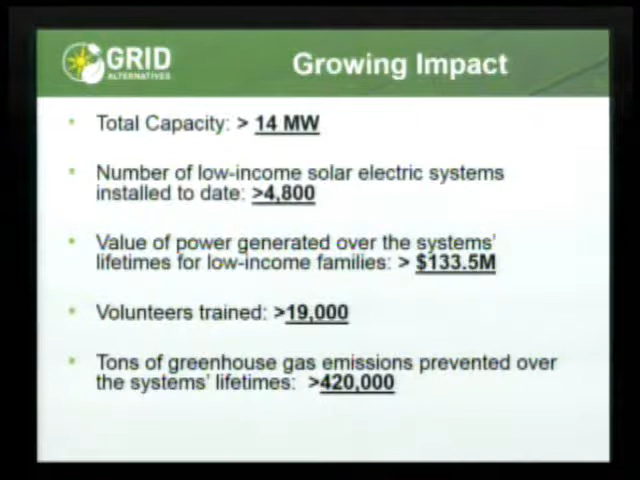 GRID
ALTERNATIVES
Growing Impact
• Total Capacity: > 14 MW
• Number of low-income solar electric systems
installed to date: >4,800
• Value of power generated over the systems'
lifetimes for low-income families: > $133.5M
• Volunteers trained: >19,000
• Tons of greenhouse gas emissions prevented over
the systems' lifetimes: >420,000